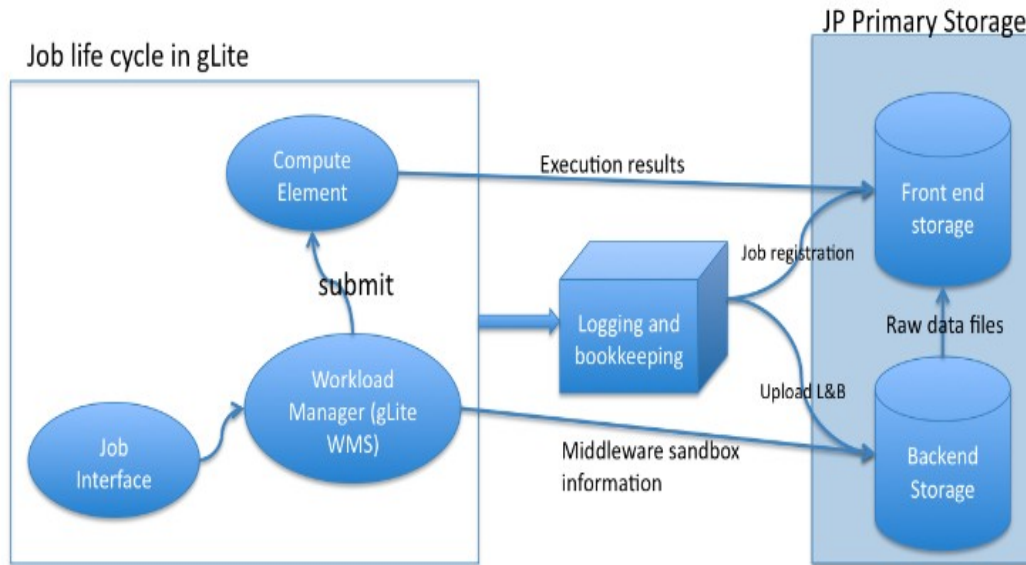 JP Primary Storage
Job life cycle in gLite
Compute
Element
Execution results
Front end
storage
Job registration
submit
Logging and
bookkeeping
Raw data files
Workload
Manager (gLite
WMS)
Upload L&B
Job
Interface
Middleware sandbox
information
Backend
Storage